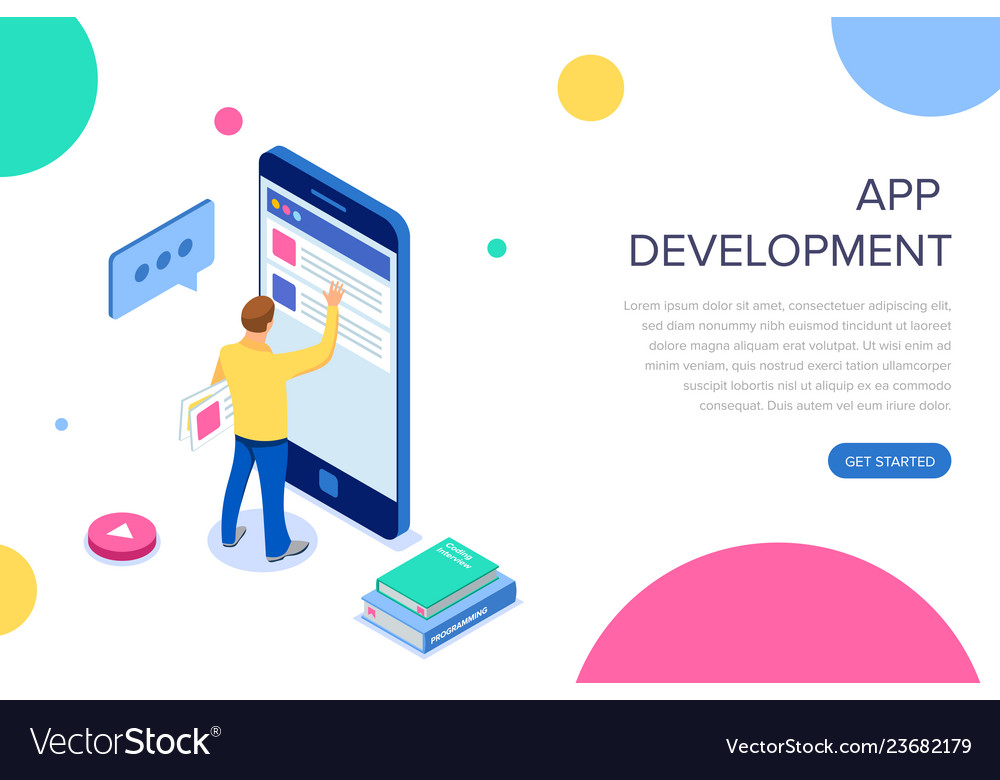 APP
DEVELOPMENT
Lorem ipsum dolor sit amet, consectetuer adipiscing elit,
sed diam nonummy nibh euismod tincidunt ut laoreet
dolore magna aliquam erat volutpat. Ut wisi enim ad
minim veniam, quis nostrud exerci tation ullamcorper
suscipit lobortis nisl ut aliquip ex ea commodo
consequat. Duis autem vel eum iriure dolor.
GET STARTED
Coding
Interview
PROGRAMMING
VectorStock®
VectorStock.com/23682179